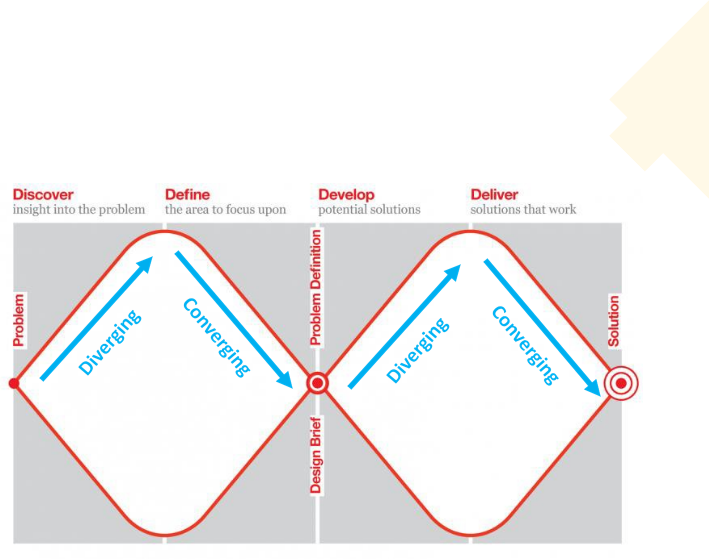 Discover
insight into the problem
Define
the area to focus upon
Develop
potential solutions
Deliver
solutions that work
Problem
Diverging
Converging
Problem Definition
Design Brief
Diverging
Converging
Solution